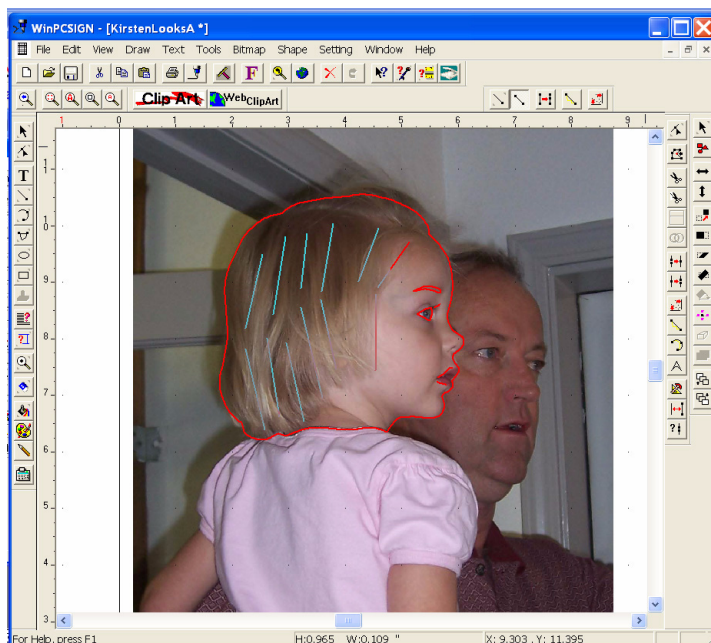 WinPCSIGN - [KirstenLooksA *]
File Edit View Draw Text Tools Bitmap Shape Setting Window Help
Clip Art WebClipArt
1 0 1 2 3 4 5 6 7 8 9
11
10
9
8
7
6
5
4
3
For Help, press F1 H:0.965 W:0.109 " X: 9.303 , Y: 11.395